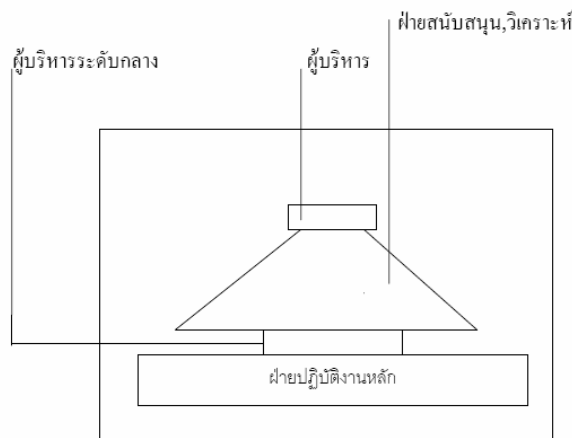 ฝ่ายสนับสนุน,วิเคราะห์
ผู้บริหารระดับกลาง
ผู้บริหาร
ฝ่ายปฏิบัติงานหลัก